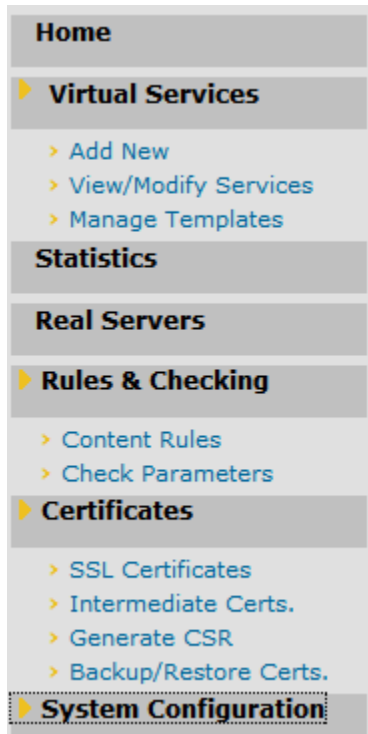 Home
Virtual Services
Add New
View/Modify Services
Manage Templates
Statistics
Real Servers
Rules & Checking
Content Rules
Check Parameters
Certificates
SSL Certificates
Intermediate Certs.
Generate CSR
Backup/Restore Certs.
System Configuration